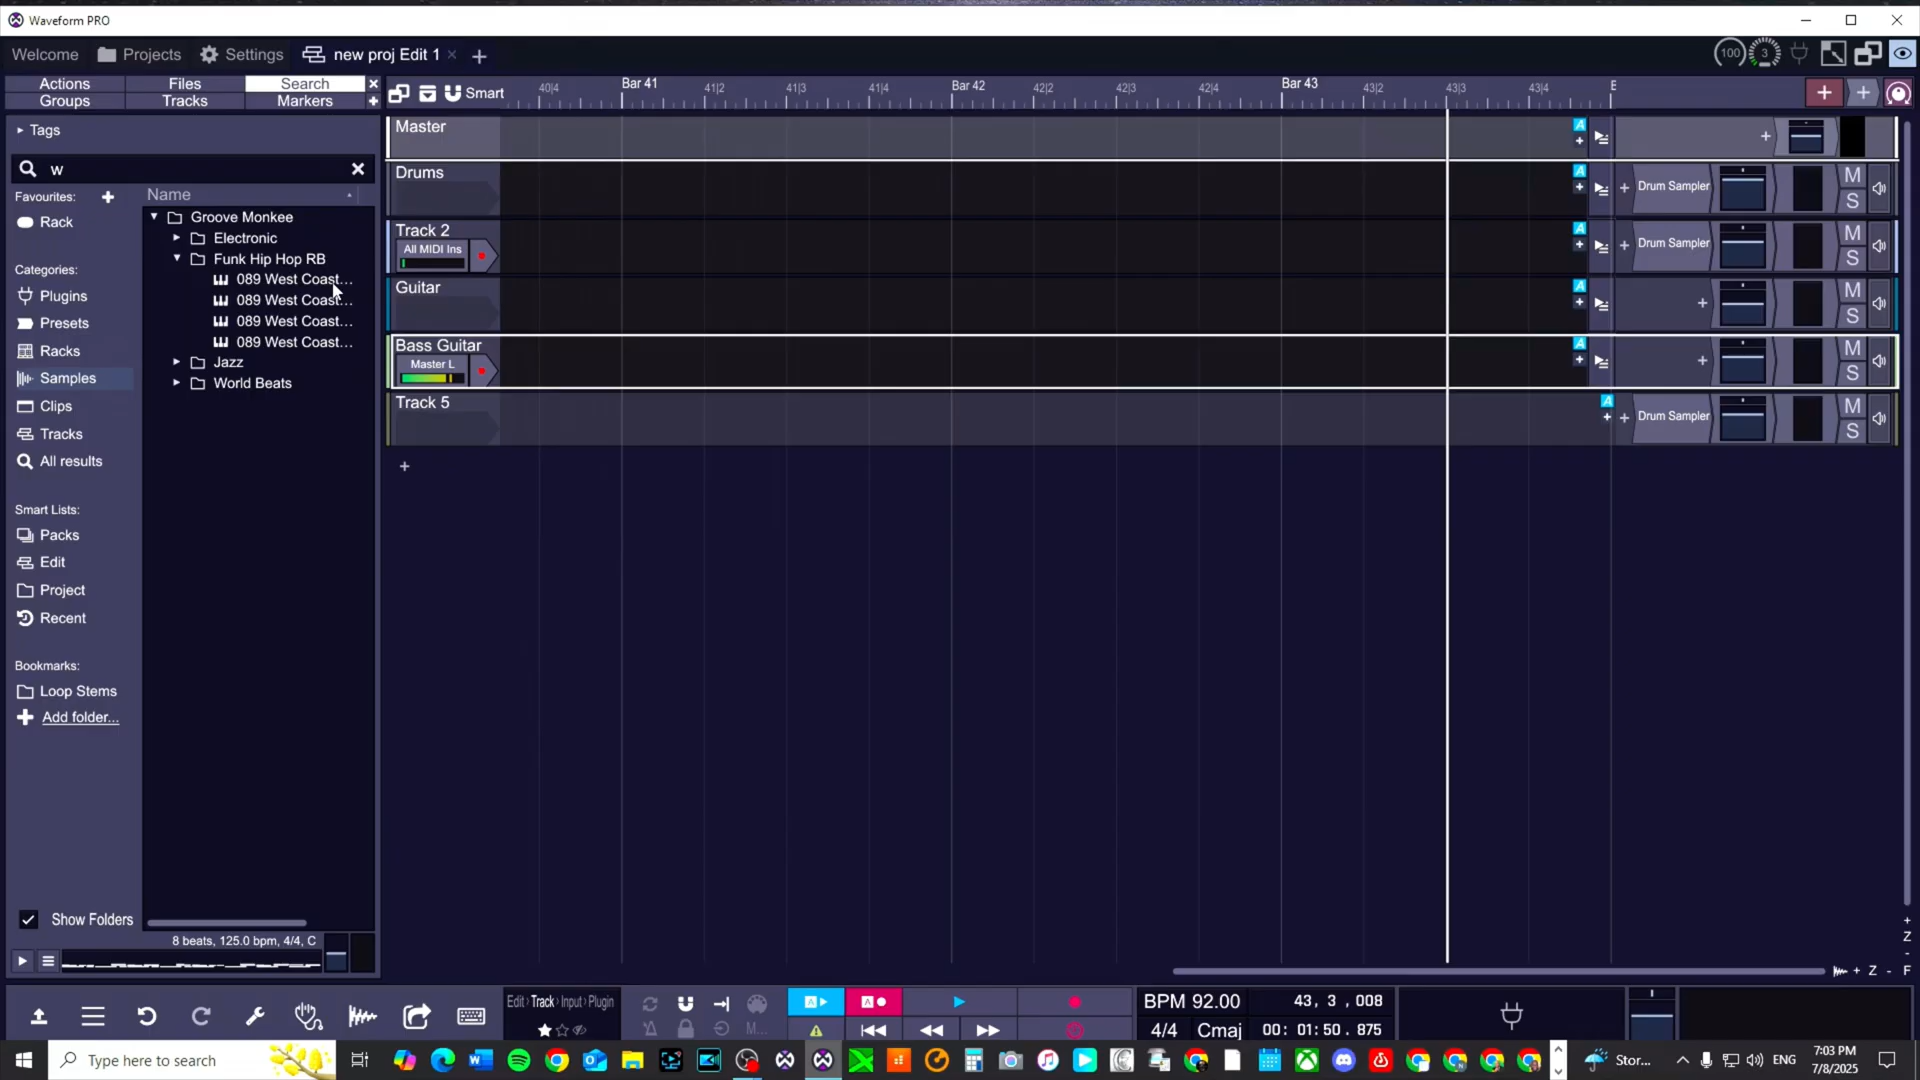 Waveform PRO
Welcome Projects Settings new proj Edit 1
100 3
Actions Files Search
Groups Tracks Markers
Smart
40|4 Bar 41 41|2 41|3 41|4 Bar 42 42|2 42|3 42|4 Bar 43 43|2 43|3 43|4 E
Tags
w
Favourites:
Rack
Categories:
Plugins
Presets
Racks
Samples
Clips
Tracks
All results
Smart Lists:
Packs
Edit
Project
Recent
Bookmarks:
Loop Stems
Add folder...
Show Folders
Name
Groove Monkee
Electronic
Funk Hip Hop RB
089 West Coast...
089 West Coast...
089 West Coast...
089 West Coast...
Jazz
World Beats
8 beats, 125.0 bpm, 4/4, C
Master
A
Drums
A Drum Sampler M S
Track 2
All MIDI Ins
A Drum Sampler M S
Guitar
A M S
Bass Guitar
Master L
A M S
Track 5
A Drum Sampler M S
Z
Z F
Edit Track Input Plugin
M...
A A
BPM 92.00 43, 3 , 008
4/4 Cmaj 00: 01:50 . 875
Type here to search
Stor...
ENG
7:03 PM
7/8/2025